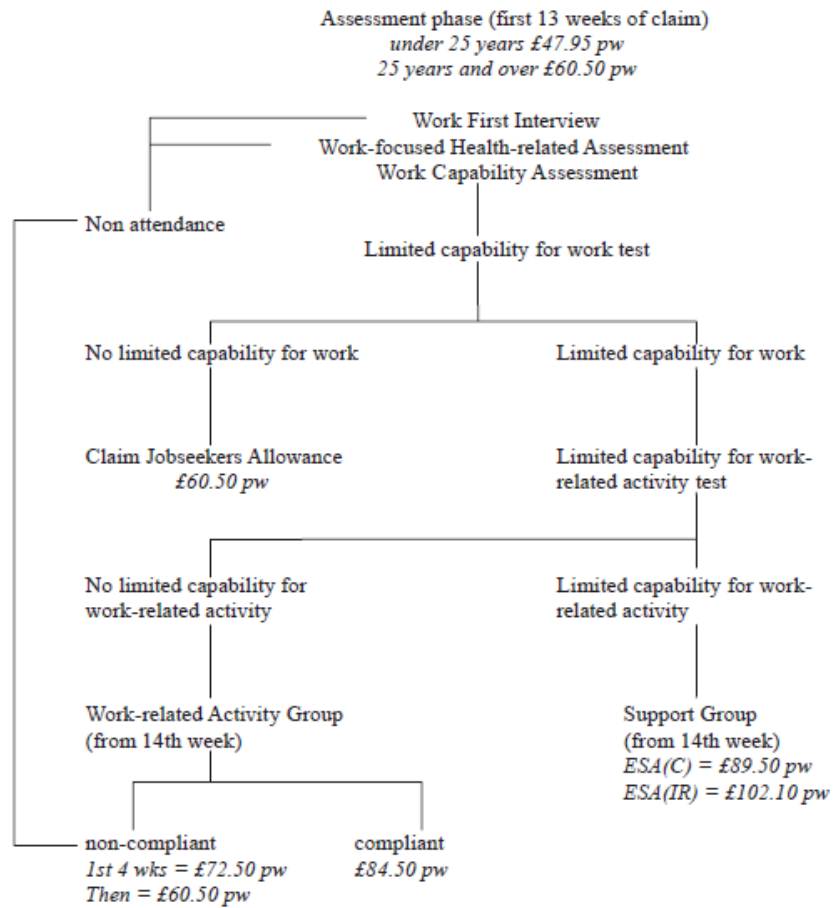 Assessment phase (first 13 weeks of claim)
under 25 years £47.95 pw
25 years and over £60.50 pw
Work First Interview
Work-focused Health-related Assessment
Work Capability Assessment
Non attendance
Limited capability for work test
No limited capability for work
Limited capability for work
Claim Jobseekers Allowance
£60.50 pw
Limited capability for work-
related activity test
No limited capability for
work-related activity
Limited capability for work-
related activity
Work-related Activity Group
(from 14th week)
Support Group
(from 14th week)
ESA(C) = £89.50 pw
ESA(IR) = £102.10 pw
non-compliant
1st 4 wks = £72.50 pw
Then = £60.50 pw
compliant
£84.50 pw